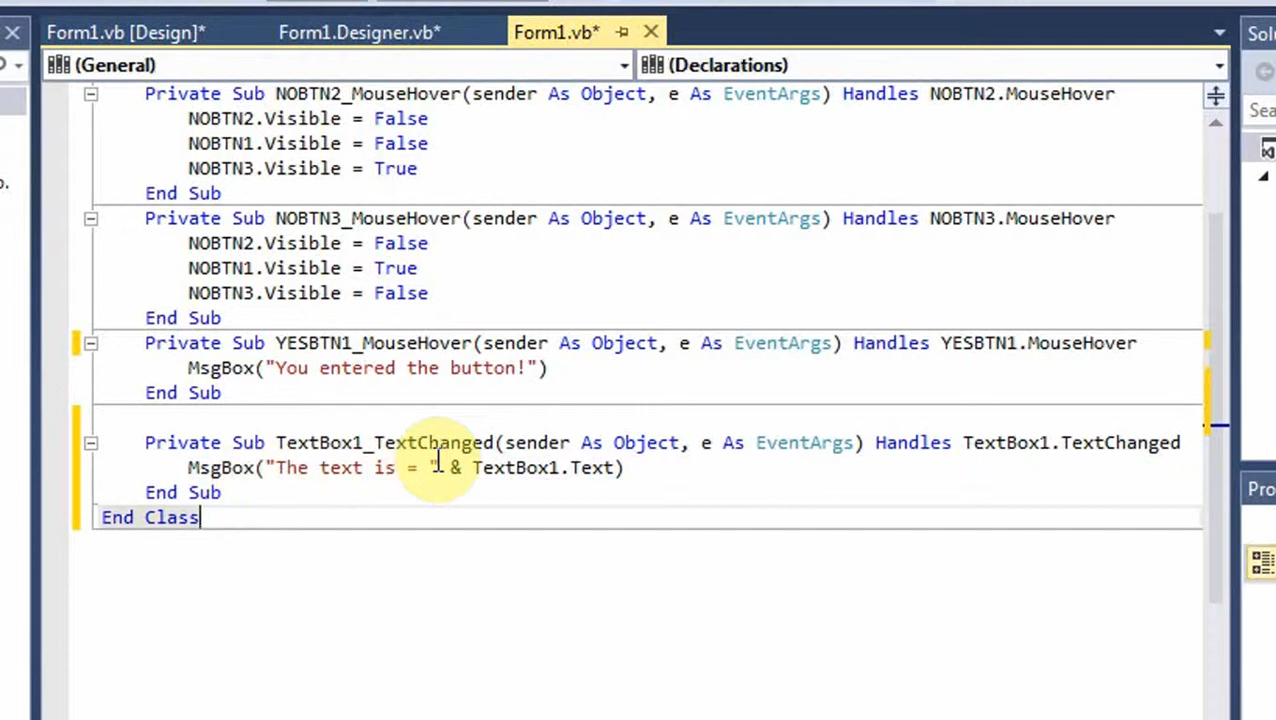 Form1.vb [Design]*
Form1.Designer.vb*
Form1.vb*
(General)
(Declarations)
Private Sub NOBTN2_MouseHover(sender As Object, e As EventArgs) Handles NOBTN2.MouseHover
NOBTN2.Visible = False
NOBTN1.Visible = False
NOBTN3.Visible = True
End Sub
Private Sub NOBTN3_MouseHover(sender As Object, e As EventArgs) Handles NOBTN3.MouseHover
NOBTN2.Visible = False
NOBTN1.Visible = True
NOBTN3.Visible = False
End Sub
Private Sub YESBTN1_MouseHover(sender As Object, e As EventArgs) Handles YESBTN1.MouseHover
MsgBox("You entered the button!")
End Sub
Private Sub TextBox1_TextChanged(sender As Object, e As EventArgs) Handles TextBox1.TextChanged
MsgBox("The text is = " & TextBox1.Text)
End Sub
End Class
Solu
Sea
Pro